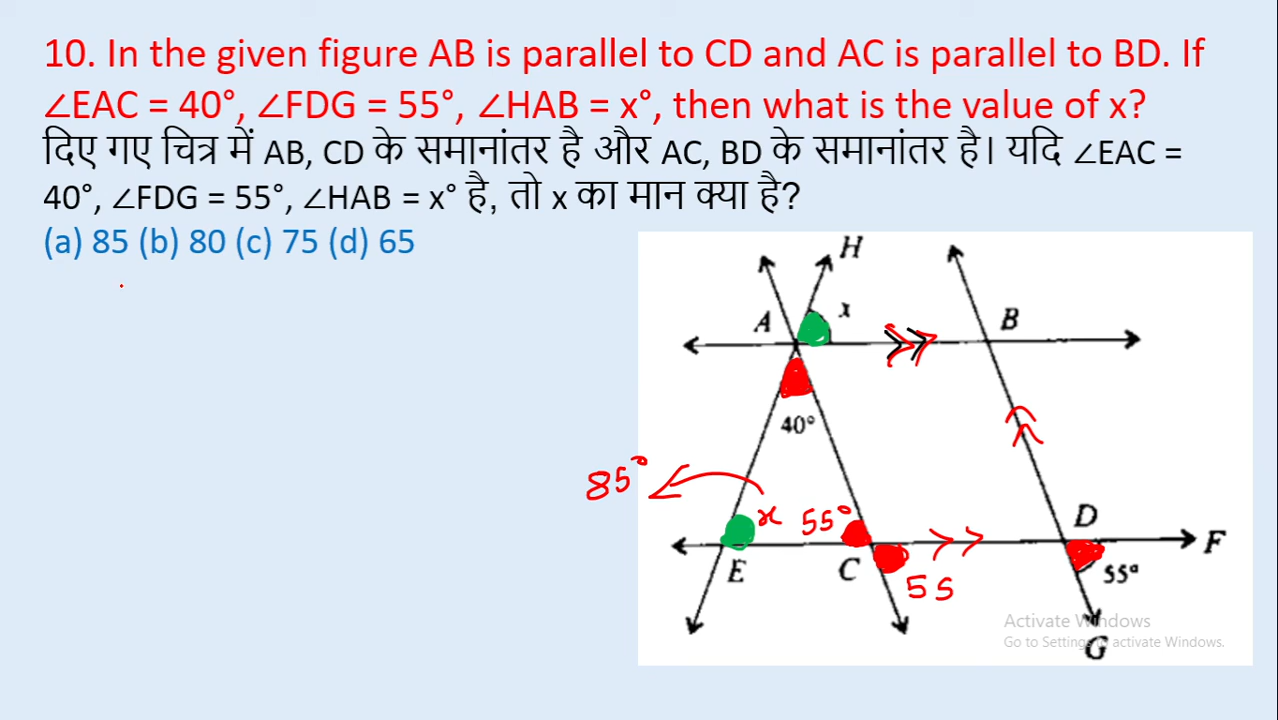 10. In the given figure AB is parallel to CD and AC is parallel to BD. If
∠EAC = 40°, ∠FDG = 55°, ∠HAB = x°, then what is the value of x?
दिए गए चित्र में AB, CD के समानांतर है और AC, BD के समानांतर है। यदि ∠EAC =
40°, ∠FDG = 55°, ∠HAB = x° है, तो x का मान क्या है?
(a) 85 (b) 80 (c) 75 (d) 65
H
A
x
B
40°
85°
x
55°
D
F
E
C
55
55°
G
Activate Windows
Go to Settings to activate Windows.